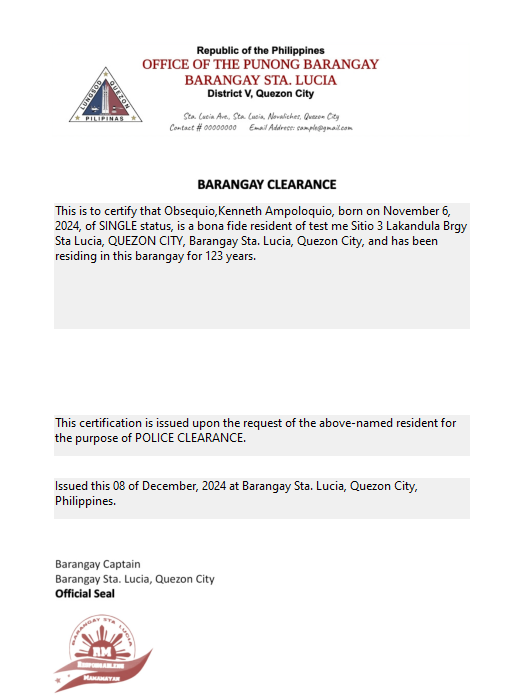 Republic of the Philippines
OFFICE OF THE PUNONG BARANGAY
BARANGAY STA. LUCIA
District V, Quezon City
LUNGSOD QUEZON
PILIPINAS
Sta. Lucia Ave., Sta. Lucia, Novaliches, Quezon City
Contact # 00000000 Email Address: sample@gmail.com
BARANGAY CLEARANCE
This is to certify that Obsequio,Kenneth Ampoloquio, born on November 6,
2024, of SINGLE status, is a bona fide resident of test me Sitio 3 Lakandula Brgy
Sta Lucia, QUEZON CITY, Barangay Sta. Lucia, Quezon City, and has been
residing in this barangay for 123 years.
This certification is issued upon the request of the above-named resident for
the purpose of POLICE CLEARANCE.
Issued this 08 of December, 2024 at Barangay Sta. Lucia, Quezon City,
Philippines.
Barangay Captain
Barangay Sta. Lucia, Quezon City
Official Seal
BARANGAY STA. LUCIA
RM
MAMAMAYAN